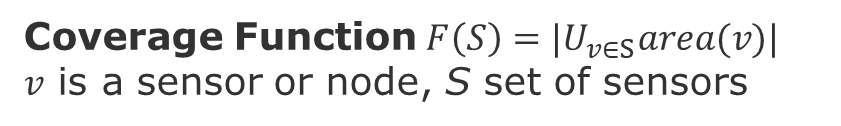 Coverage Function F(S) = |U_{v∈S} area(v)|
v is a sensor or node, S set of sensors